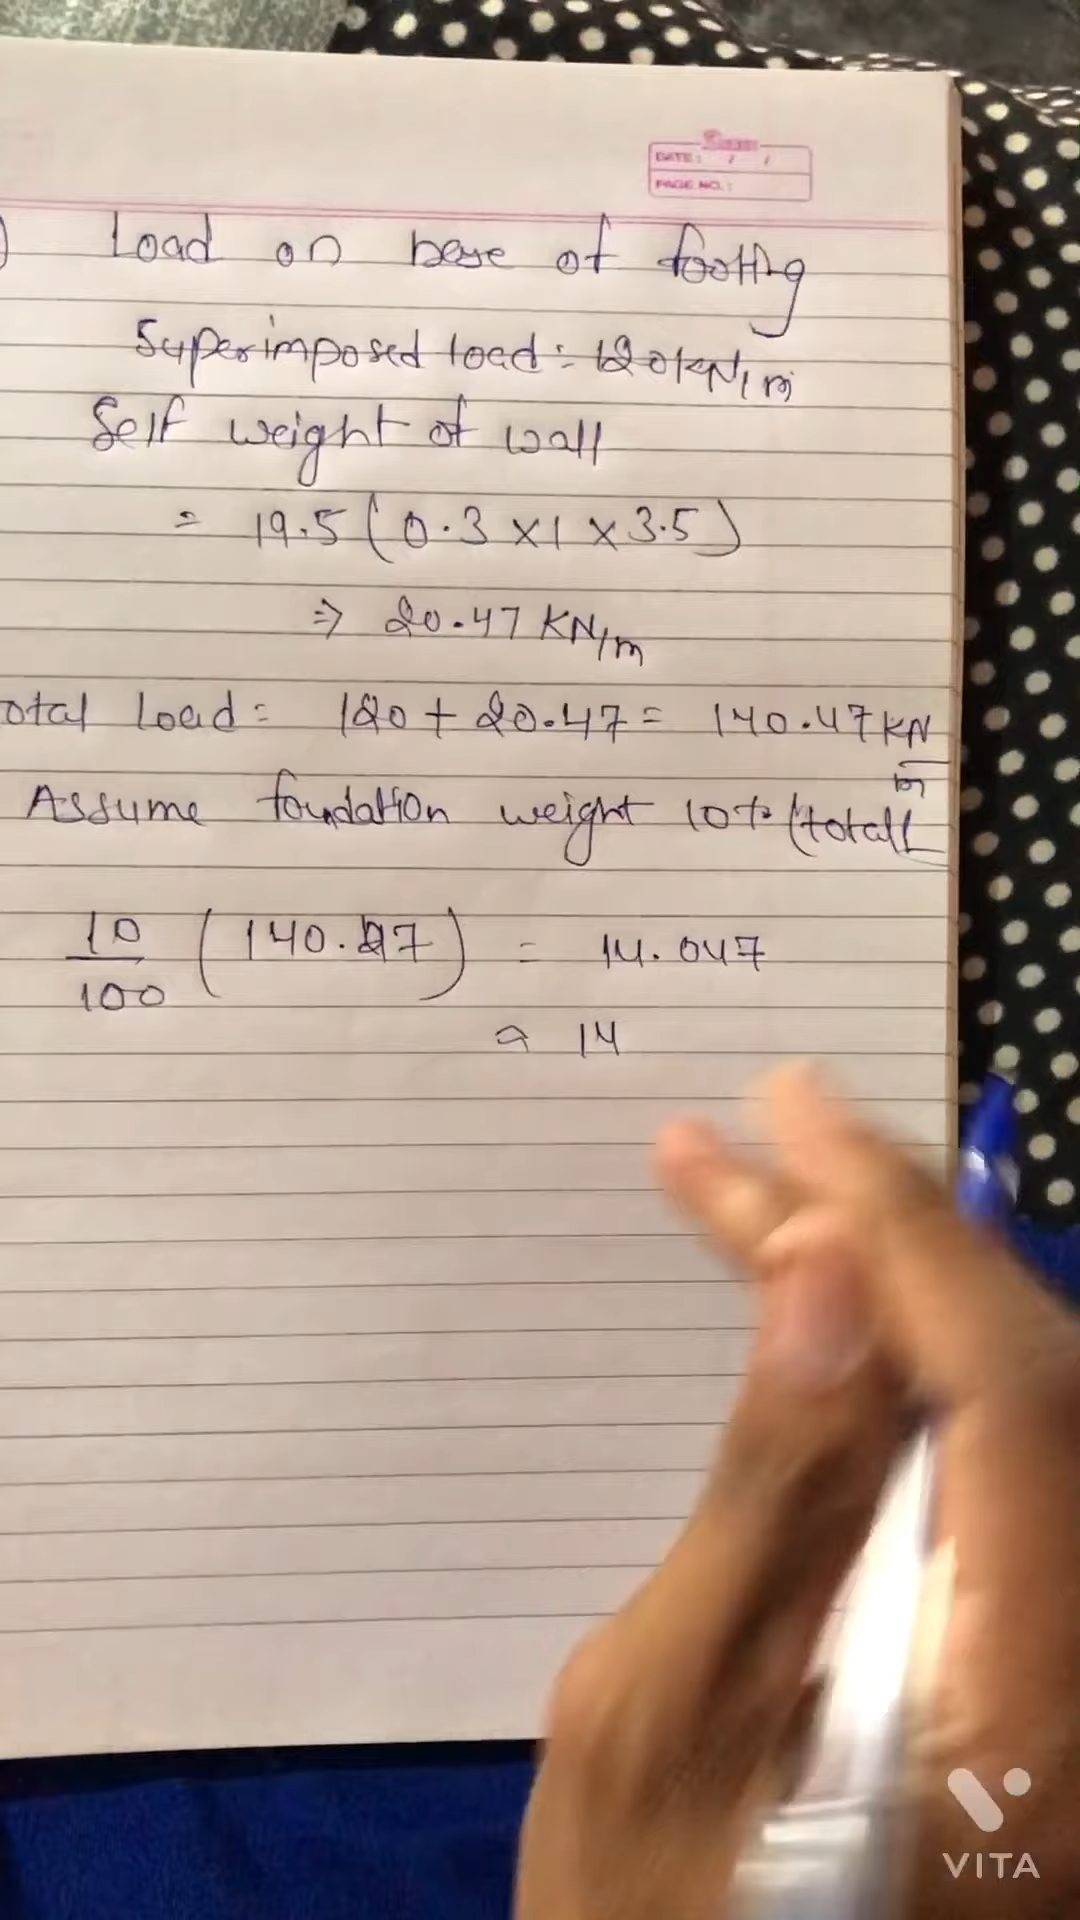 DATE: / /
PAGE NO.:
Load on base of footing
Superimposed load = 120 KN/m
Self weight of wall
= 19.5 (0.3 × 1 × 3.5)
⇒ 20.47 KN/m
otal load = 120 + 20.47 = 140.47 KN/m
Assume foundation weight 10% (total L
10/100 (140.47) = 14.047
≈ 14
VITA